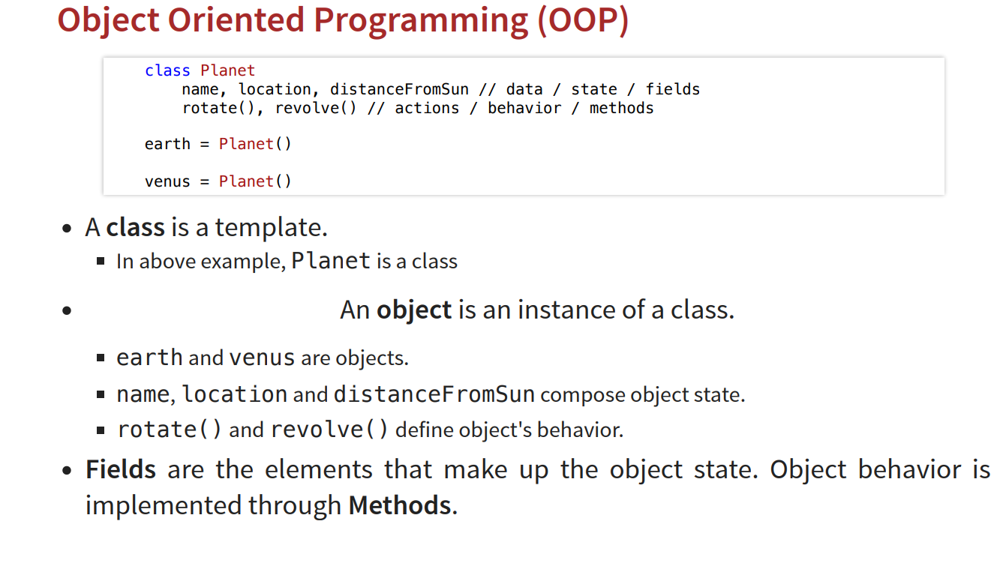 Object Oriented Programming (OOP)
class Planet
name, location, distanceFromSun // data / state / fields
rotate(), revolve() // actions / behavior / methods
earth = Planet()
venus = Planet()
• A class is a template.
▪ In above example, Planet is a class
• An object is an instance of a class.
▪ earth and venus are objects.
▪ name, location and distanceFromSun compose object state.
▪ rotate() and revolve() define object's behavior.
• Fields are the elements that make up the object state. Object behavior is
implemented through Methods.